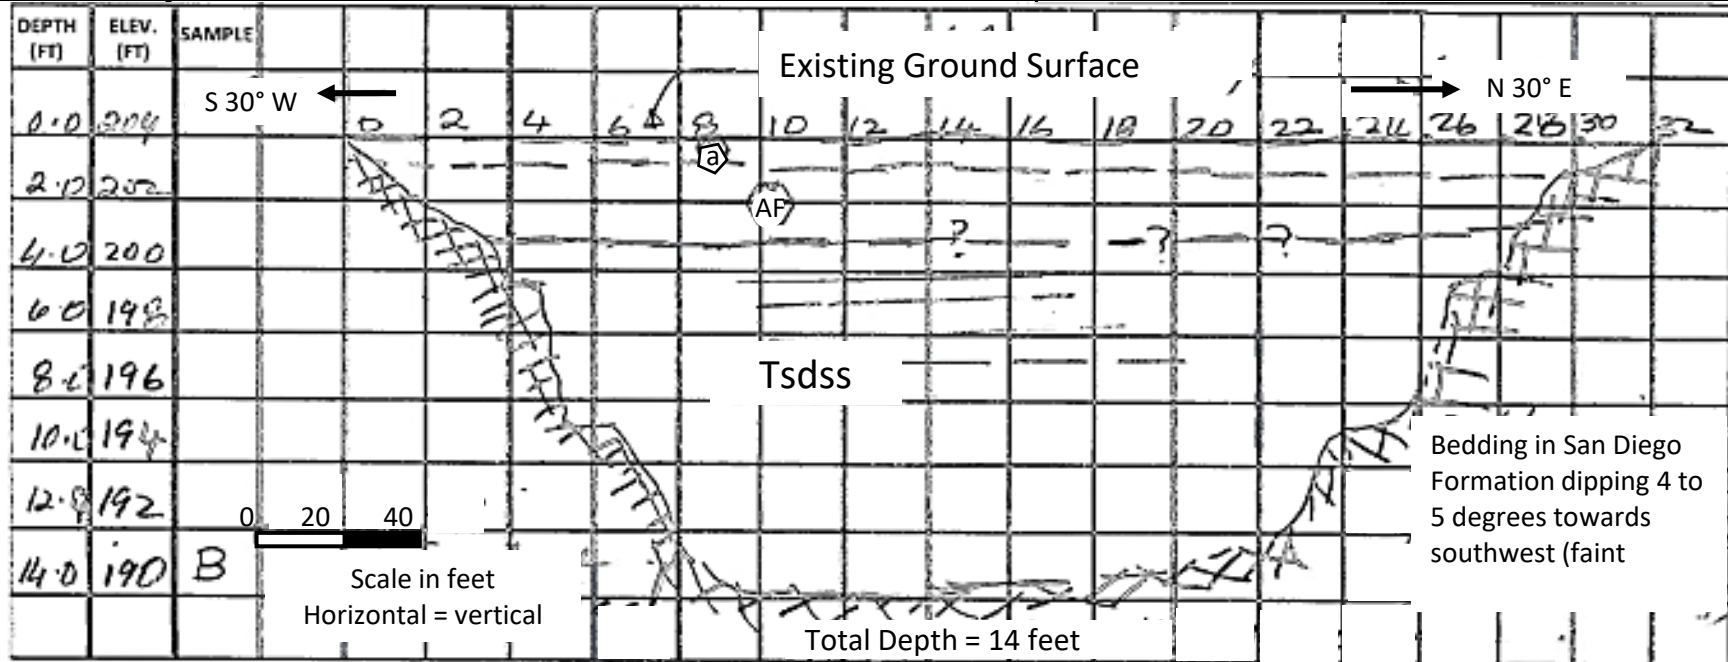 DEPTH (FT) ELEV. (FT) SAMPLE
Existing Ground Surface
S 30° W
N 30° E
0.0 204 0 2 4 6 8 10 12 14 16 18 20 22 24 26 28 30 32
a
2.0 202
AF
4.0 200 ? ? ?
6.0 198
Tsdss
8.0 196
10.0 194
Bedding in San Diego
Formation dipping 4 to
5 degrees towards
southwest (faint
12.0 192
0 20 40
14.0 190 B
Scale in feet
Horizontal = vertical
Total Depth = 14 feet